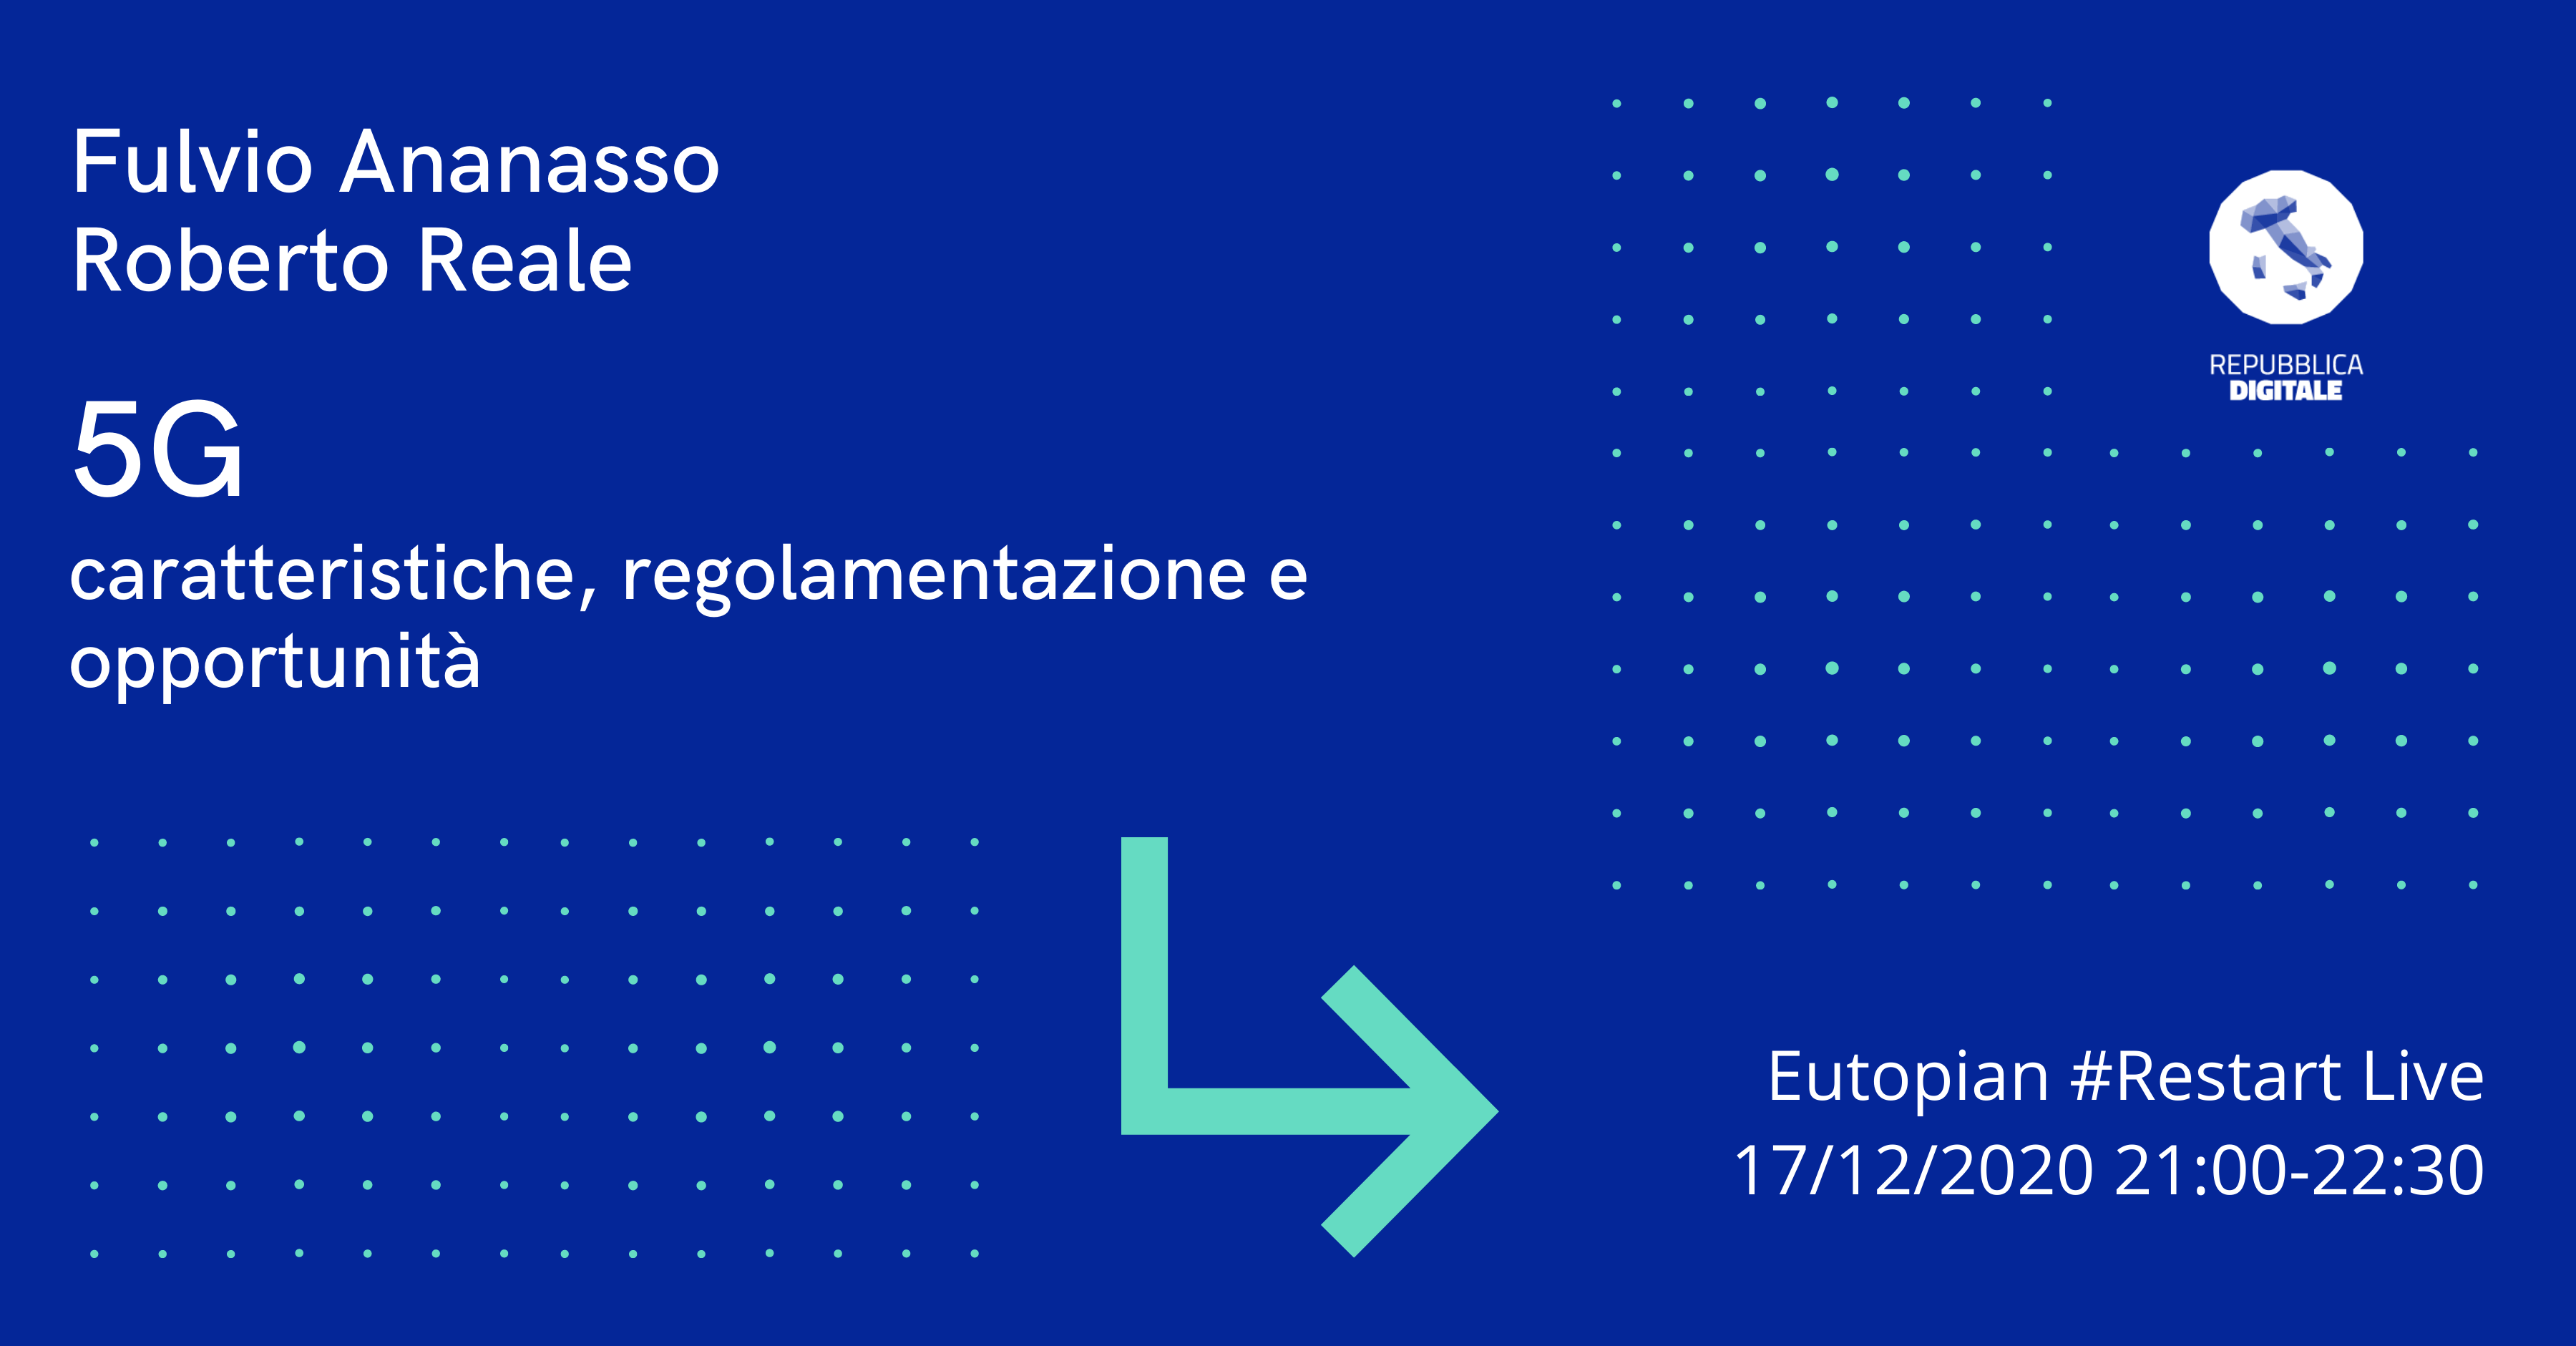 Fulvio Ananasso
Roberto Reale
5G
caratteristiche, regolamentazione e
opportunità
REPUBBLICA
DIGITALE
Eutopian #Restart Live
17/12/2020 21:00-22:30